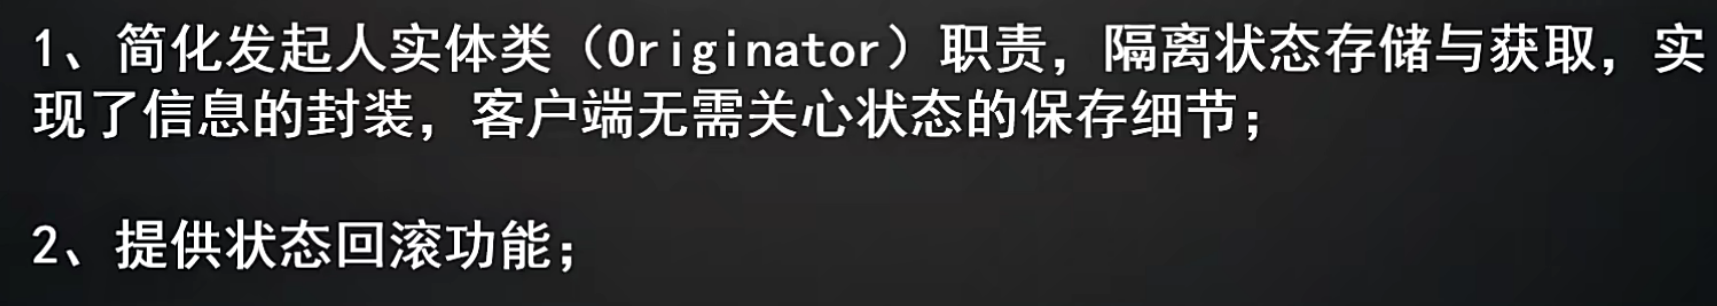 1、简化发起人实体类（Originator）职责，隔离状态存储与获取，实
现了信息的封装，客户端无需关心状态的保存细节；
2、提供状态回滚功能；